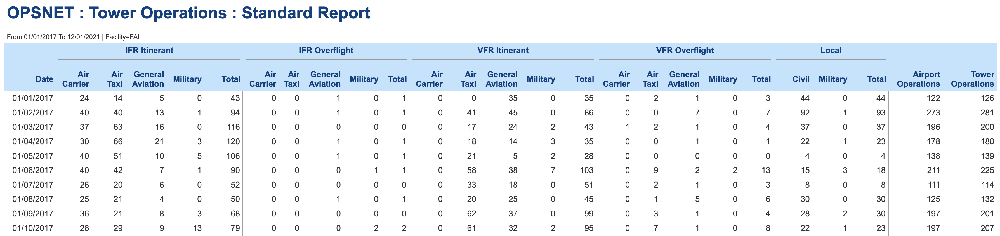 OPSNET : Tower Operations : Standard Report
From 01/01/2017 To 12/01/2021 | Facility=FAI
IFR Itinerant IFR Overflight VFR Itinerant VFR Overflight Local
Date Air Carrier Air Taxi General Aviation Military Total Air Carrier Air Taxi General Aviation Military Total Air Carrier Air Taxi General Aviation Military Total Air Carrier Air Taxi General Aviation Military Total Civil Military Total Airport Operations Tower Operations
01/01/2017 24 14 5 0 43 0 0 1 0 1 0 0 35 0 35 0 2 1 0 3 44 0 44 122 126
01/02/2017 40 40 13 1 94 0 0 1 0 1 0 41 45 0 86 0 0 7 0 7 92 1 93 273 281
01/03/2017 37 63 16 0 116 0 0 0 0 0 0 17 24 2 43 1 2 1 0 4 37 0 37 196 200
01/04/2017 30 66 21 3 120 0 0 1 0 1 0 18 14 3 35 0 0 1 0 1 22 1 23 178 180
01/05/2017 40 51 10 5 106 0 0 1 0 1 0 21 5 2 28 0 0 0 0 0 4 0 4 138 139
01/06/2017 40 42 7 1 90 0 0 0 1 1 0 58 38 7 103 0 9 2 2 13 15 3 18 211 225
01/07/2017 26 20 6 0 52 0 0 0 0 0 0 33 18 0 51 0 2 1 0 3 8 0 8 111 114
01/08/2017 25 21 4 0 50 0 0 1 0 1 0 20 25 0 45 0 1 5 0 6 30 0 30 125 132
01/09/2017 36 21 8 3 68 0 0 0 0 0 0 62 37 0 99 0 3 1 0 4 28 2 30 197 201
01/10/2017 28 29 9 13 79 0 0 0 2 2 0 61 32 2 95 0 7 1 0 8 22 1 23 197 207